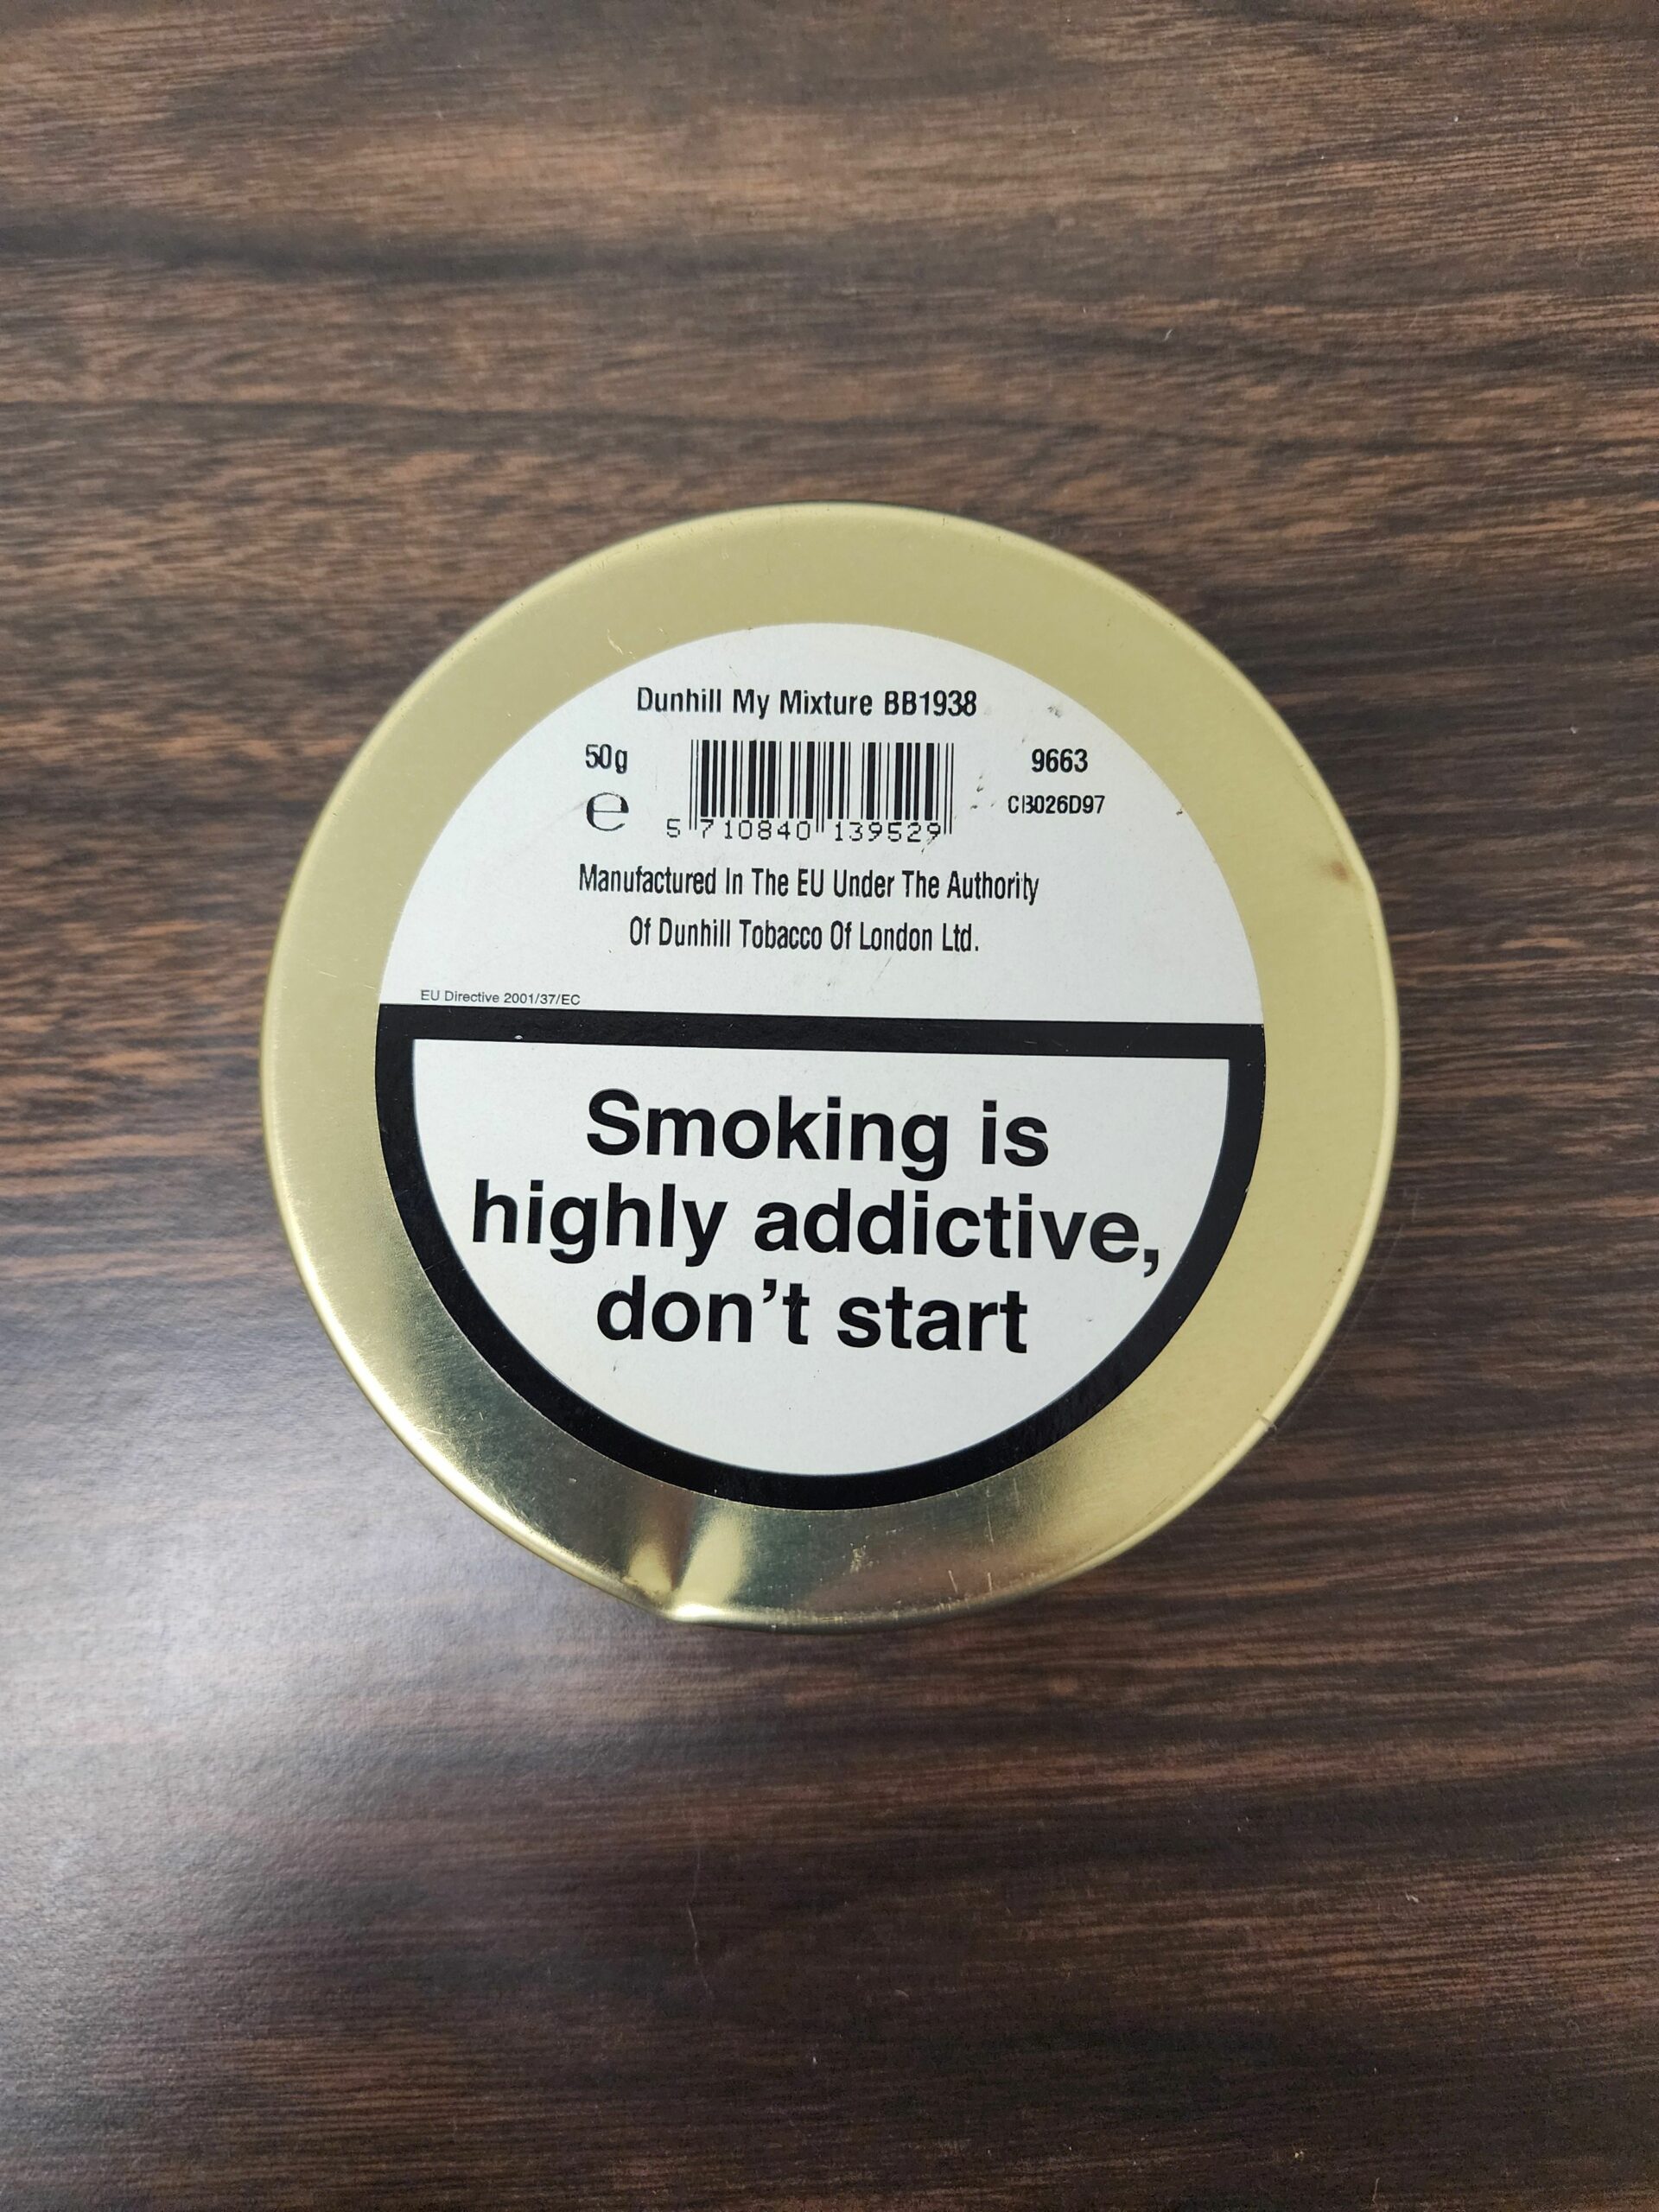 Dunhill My Mixture BB1938
50g
9663
e
CB026D97
5 710840 139529
Manufactured In The EU Under The Authority
Of Dunhill Tobacco Of London Ltd.
EU Directive 2001/37/EC
Smoking is
highly addictive,
don't start